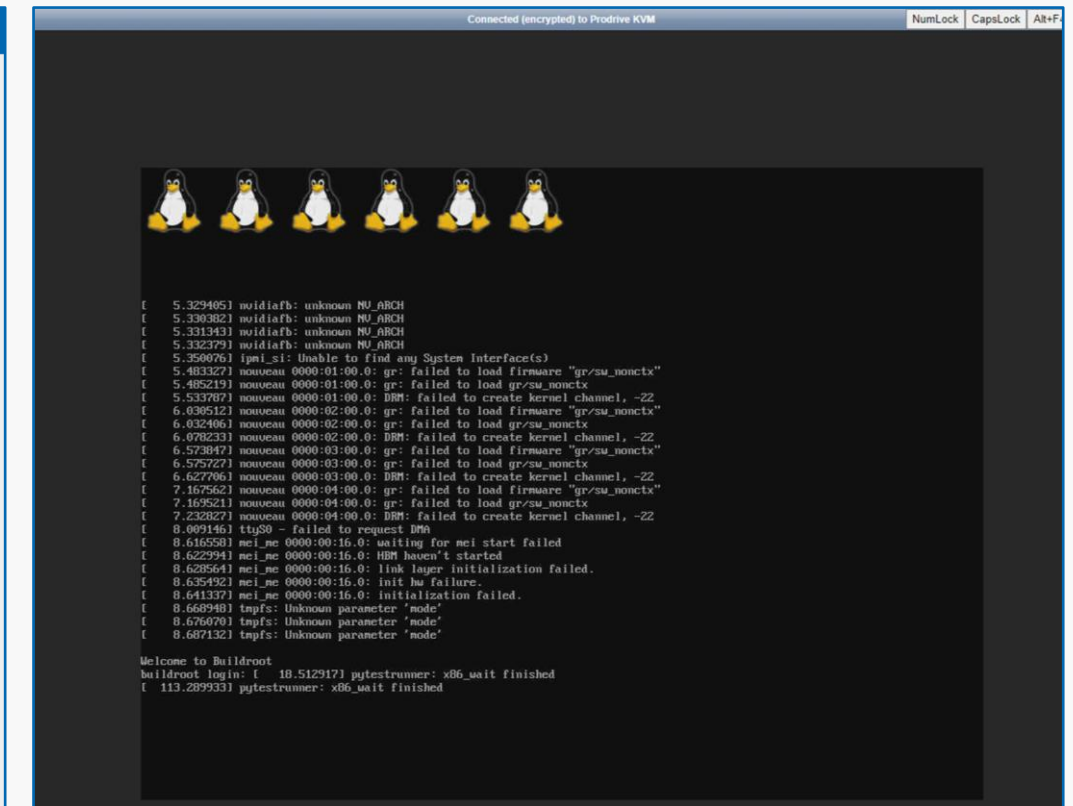 Connected (encrypted) to Prodrive KVM
NumLock CapsLock Alt+F4
[    5.329405] nvidiafb: unknown NV_ARCH
[    5.330382] nvidiafb: unknown NV_ARCH
[    5.331343] nvidiafb: unknown NV_ARCH
[    5.332379] nvidiafb: unknown NV_ARCH
[    5.350076] ipmi_si: Unable to find any System Interface(s)
[    5.483327] nouveau 0000:01:00.0: gr: failed to load firmware "gr/sw_nonctx"
[    5.485219] nouveau 0000:01:00.0: gr: failed to load gr/sw_nonctx
[    5.533787] nouveau 0000:01:00.0: DRM: failed to create kernel channel, -22
[    6.030512] nouveau 0000:02:00.0: gr: failed to load firmware "gr/sw_nonctx"
[    6.032406] nouveau 0000:02:00.0: gr: failed to load gr/sw_nonctx
[    6.078233] nouveau 0000:02:00.0: DRM: failed to create kernel channel, -22
[    6.573847] nouveau 0000:03:00.0: gr: failed to load firmware "gr/sw_nonctx"
[    6.575727] nouveau 0000:03:00.0: gr: failed to load gr/sw_nonctx
[    6.627706] nouveau 0000:03:00.0: DRM: failed to create kernel channel, -22
[    7.167562] nouveau 0000:04:00.0: gr: failed to load firmware "gr/sw_nonctx"
[    7.169521] nouveau 0000:04:00.0: gr: failed to load gr/sw_nonctx
[    7.232827] nouveau 0000:04:00.0: DRM: failed to create kernel channel, -22
[    8.009146] ttyS0 - failed to request DMA
[    8.616558] mei_me 0000:00:16.0: waiting for mei start failed
[    8.622994] mei_me 0000:00:16.0: HBM haven't started
[    8.628564] mei_me 0000:00:16.0: link layer initialization failed.
[    8.635492] mei_me 0000:00:16.0: init hw failure.
[    8.641337] mei_me 0000:00:16.0: initialization failed.
[    8.668948] tmpfs: Unknown parameter 'mode'
[    8.676070] tmpfs: Unknown parameter 'mode'
[    8.687132] tmpfs: Unknown parameter 'mode'
Welcome to Buildroot
buildroot login: [   18.512917] pytestrunner: x86_wait finished
[  113.289933] pytestrunner: x86_wait finished